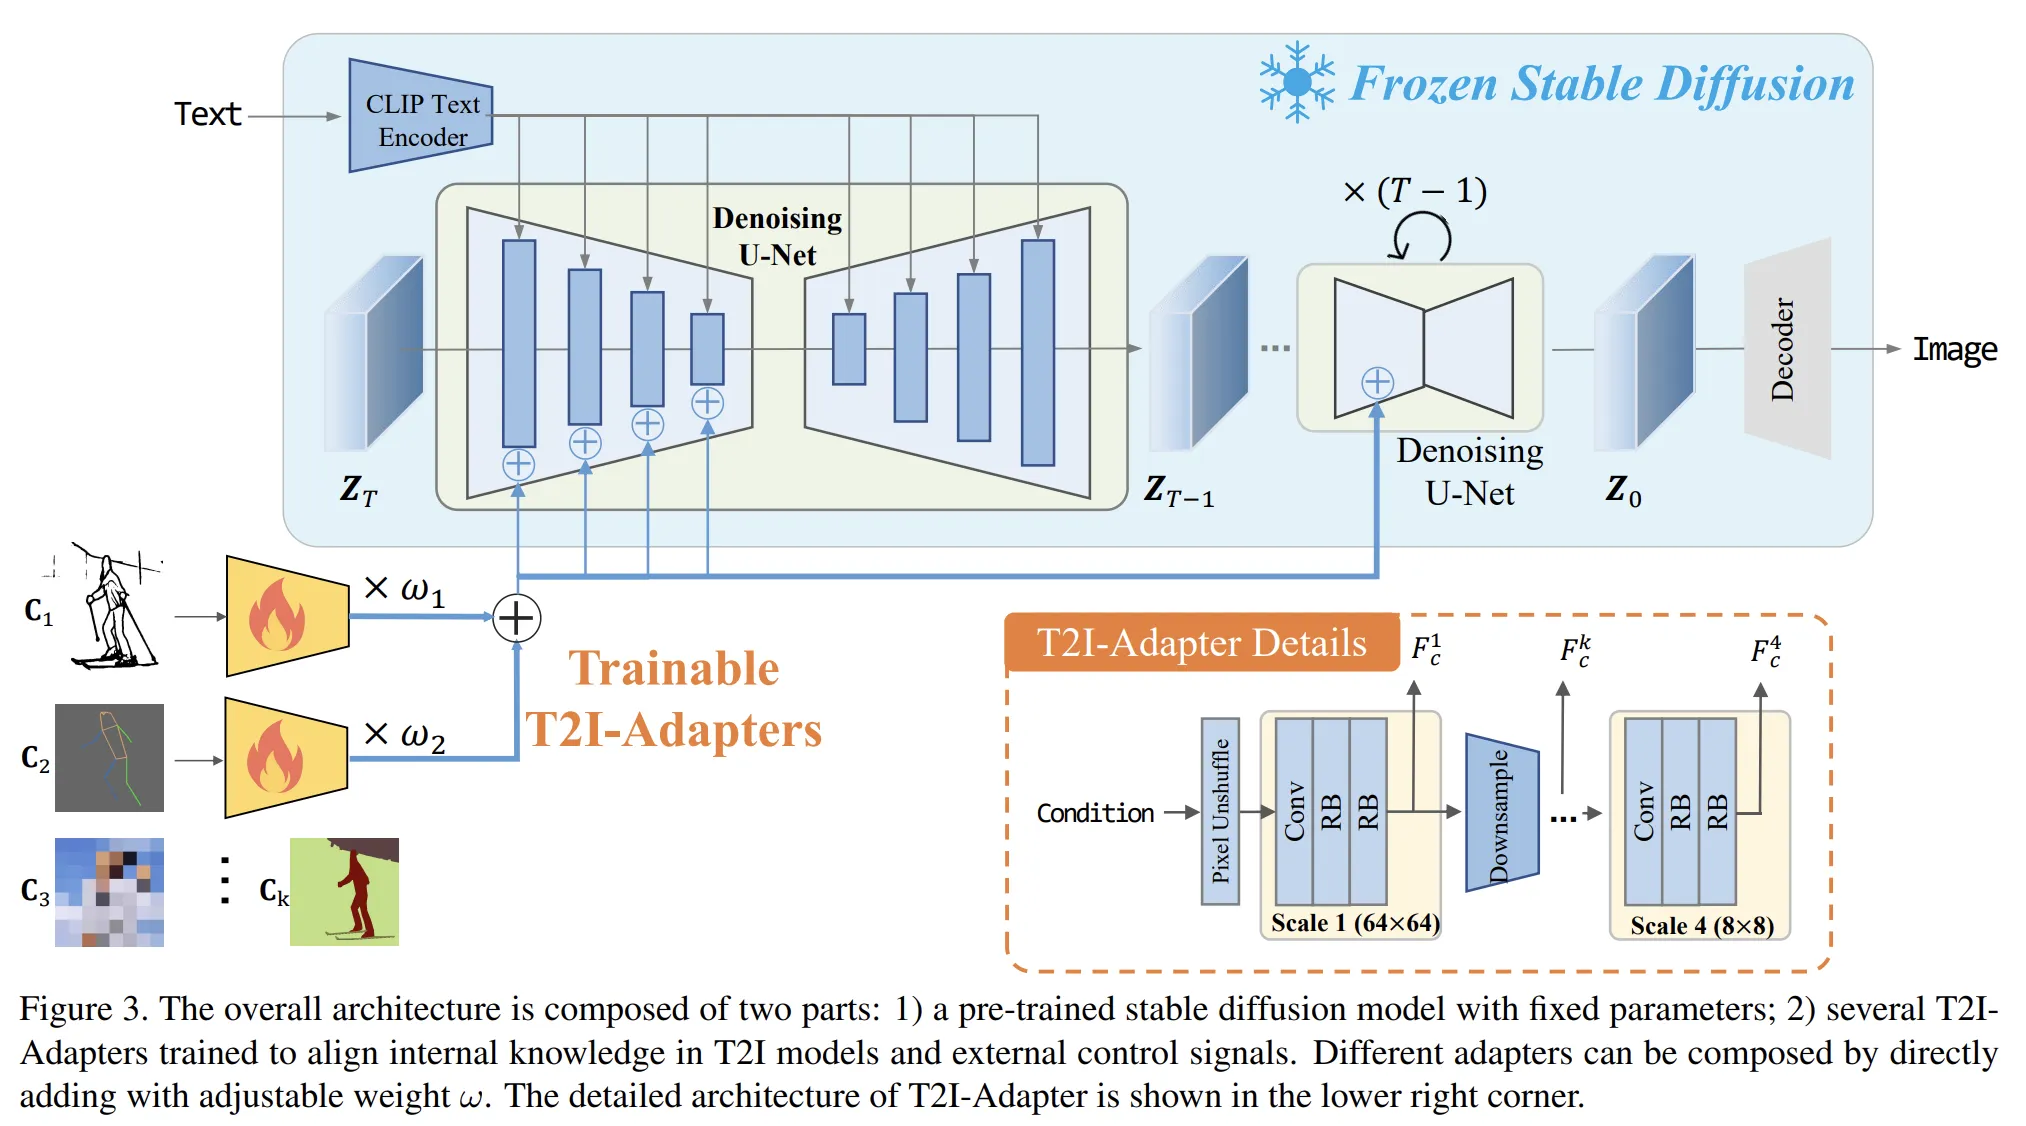 Frozen Stable Diffusion
Text
CLIP Text
Encoder
Denoising
U-Net
× (T − 1)
Decoder
Image
Z_T
Z_{T−1}
Denoising
U-Net
Z_0
C_1
× ω_1
Trainable
T2I-Adapters
C_2
× ω_2
C_3
C_k
T2I-Adapter Details
F_c^1
F_c^k
F_c^4
Condition
Pixel Unshuffle
Conv
RB
RB
Scale 1 (64×64)
Downsample
...
Conv
RB
RB
Scale 4 (8×8)
Figure 3. The overall architecture is composed of two parts: 1) a pre-trained stable diffusion model with fixed parameters; 2) several T2I-
Adapters trained to align internal knowledge in T2I models and external control signals. Different adapters can be composed by directly
adding with adjustable weight ω. The detailed architecture of T2I-Adapter is shown in the lower right corner.